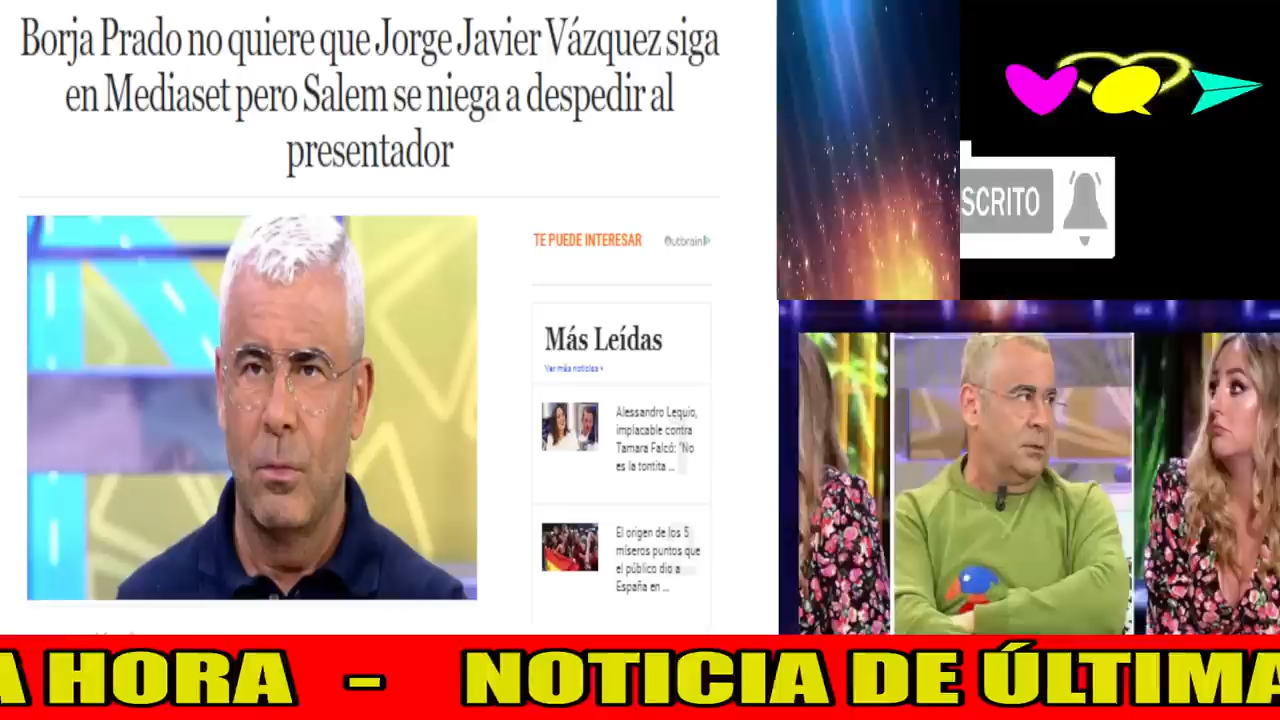 Borja Prado no quiere que Jorge Javier Vázquez siga
en Mediaset pero Salem se niega a despedir al
presentador
SCRITO
TE PUEDE INTERESAR
Outbrain
Más Leídas
Ver más noticias »
Alessandro Lequio,
implacable contra
Tamara Falcó: "No
es la tontita ...
El origen de los 5
míseros puntos que
el público dio a
España en ...
A HORA - NOTICIA DE ÚLTIMA